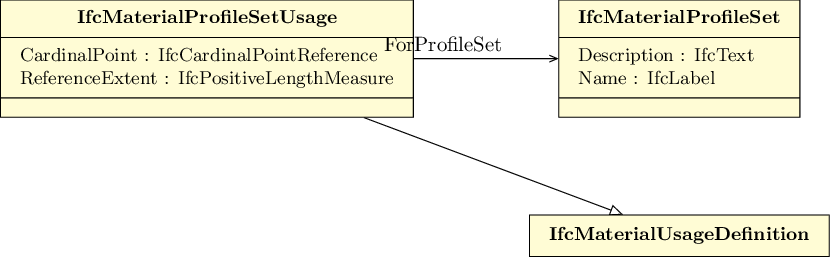 IfcMaterialProfileSetUsage
CardinalPoint : IfcCardinalPointReference
ReferenceExtent : IfcPositiveLengthMeasure
ForProfileSet
IfcMaterialProfileSet
Description : IfcText
Name : IfcLabel
IfcMaterialUsageDefinition